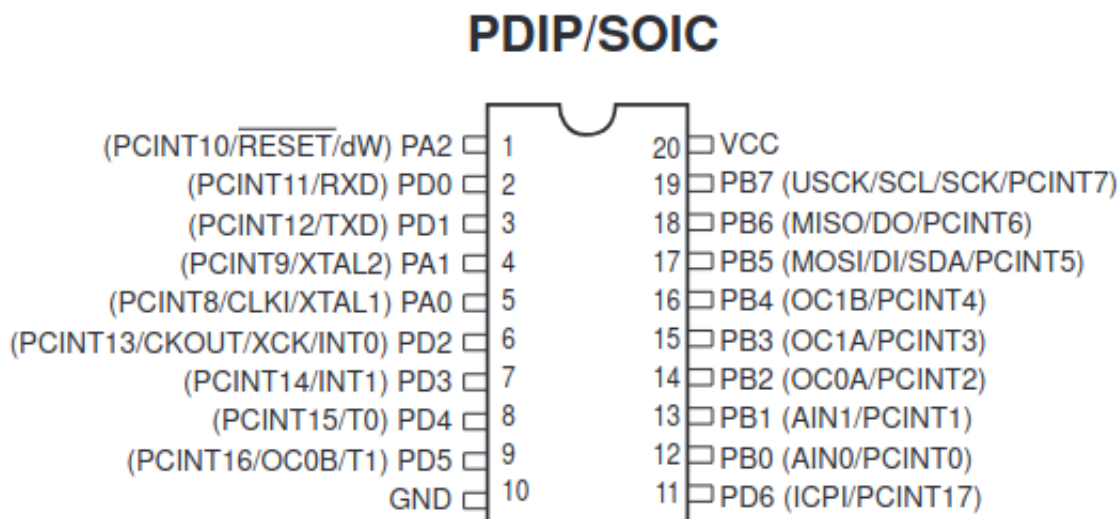 PDIP/SOIC
(PCINT10/RESET/dW) PA2 1 20 VCC
(PCINT11/RXD) PD0 2 19 PB7 (USCK/SCL/SCK/PCINT7)
(PCINT12/TXD) PD1 3 18 PB6 (MISO/DO/PCINT6)
(PCINT9/XTAL2) PA1 4 17 PB5 (MOSI/DI/SDA/PCINT5)
(PCINT8/CLKI/XTAL1) PA0 5 16 PB4 (OC1B/PCINT4)
(PCINT13/CKOUT/XCK/INT0) PD2 6 15 PB3 (OC1A/PCINT3)
(PCINT14/INT1) PD3 7 14 PB2 (OC0A/PCINT2)
(PCINT15/T0) PD4 8 13 PB1 (AIN1/PCINT1)
(PCINT16/OC0B/T1) PD5 9 12 PB0 (AIN0/PCINT0)
GND 10 11 PD6 (ICPI/PCINT17)